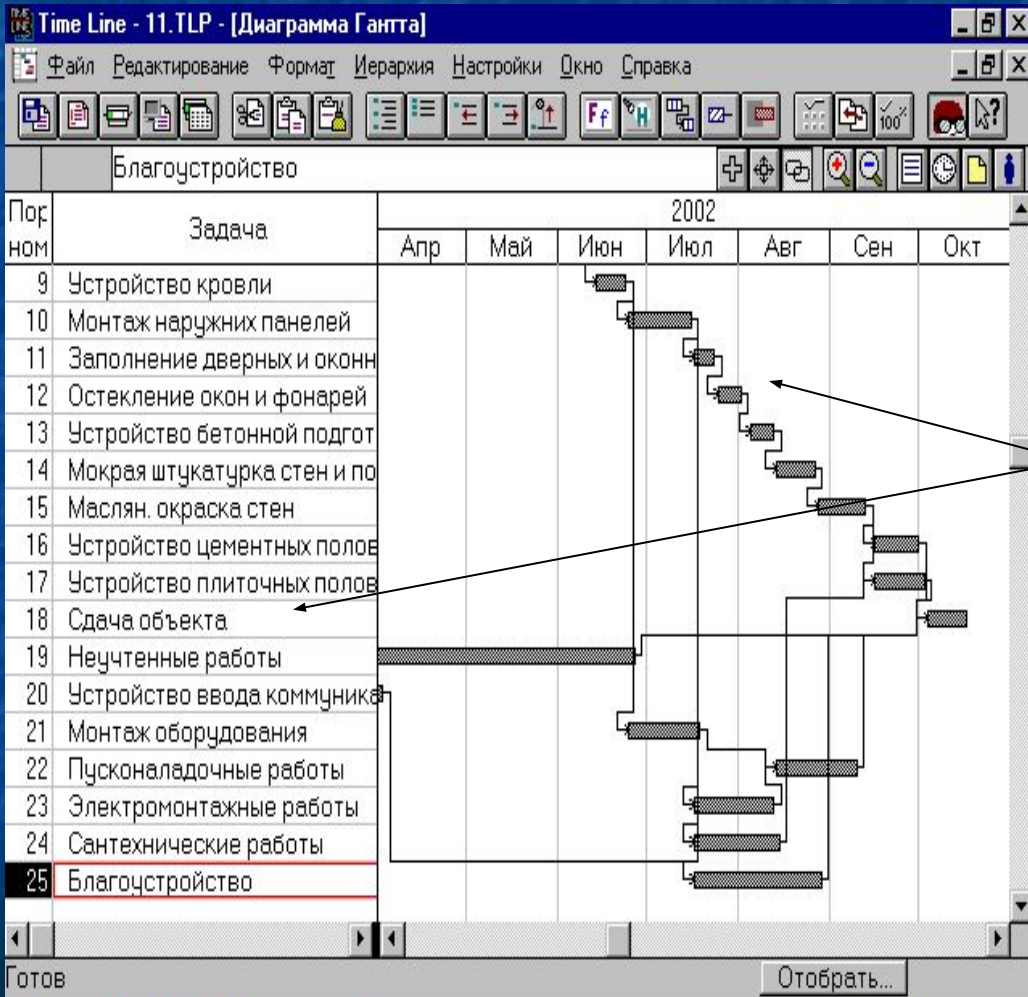 Time Line - 11.TLP - [Диаграмма Гантта]
Файл Редактирование Формат Иерархия Настройки Окно Справка
Благоустройство
Пор ном
Задача
2002
Апр Май Июн Июл Авг Сен Окт
9 Устройство кровли
10 Монтаж наружних панелей
11 Заполнение дверных и оконн
12 Остекление окон и фонарей
13 Устройство бетонной подгот
14 Мокрая штукатурка стен и по
15 Маслян. окраска стен
16 Устройство цементных полов
17 Устройство плиточных полов
18 Сдача объекта
19 Неучтенные работы
20 Устройство ввода коммуника
21 Монтаж оборудования
22 Пусконаладочные работы
23 Электромонтажные работы
24 Сантехнические работы
25 Благоустройство
Готов
Отобрать...